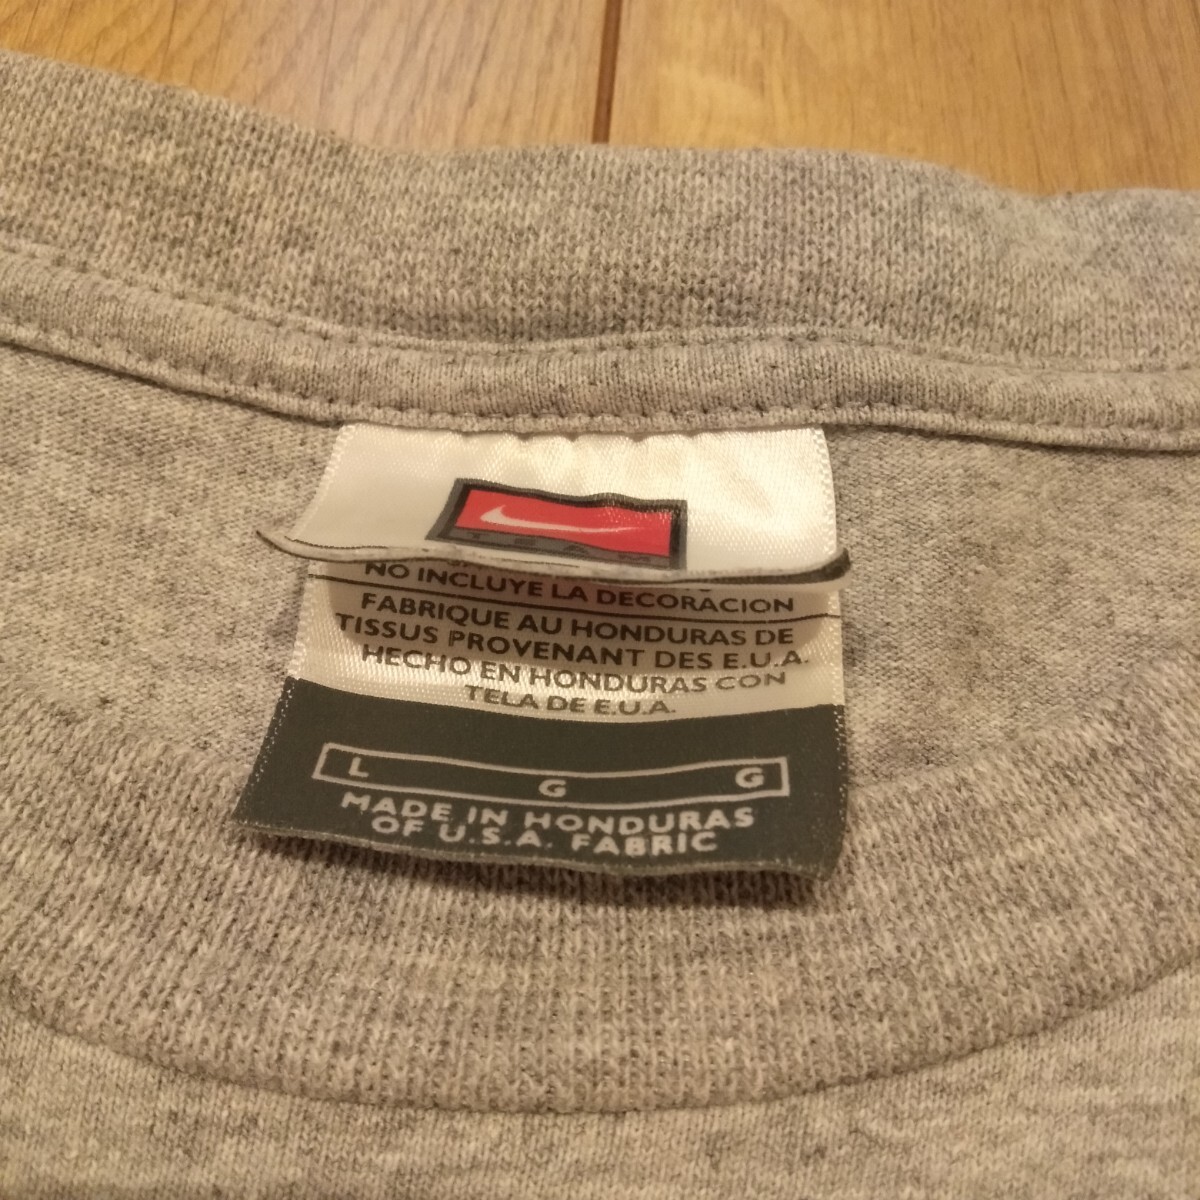 TEAM
NO INCLUYE LA DECORACION
FABRIQUE AU HONDURAS DE
TISSUS PROVENANT DES E.U.A.
HECHO EN HONDURAS CON
TELA DE E.U.A.
L G G
MADE IN HONDURAS
OF U.S.A. FABRIC